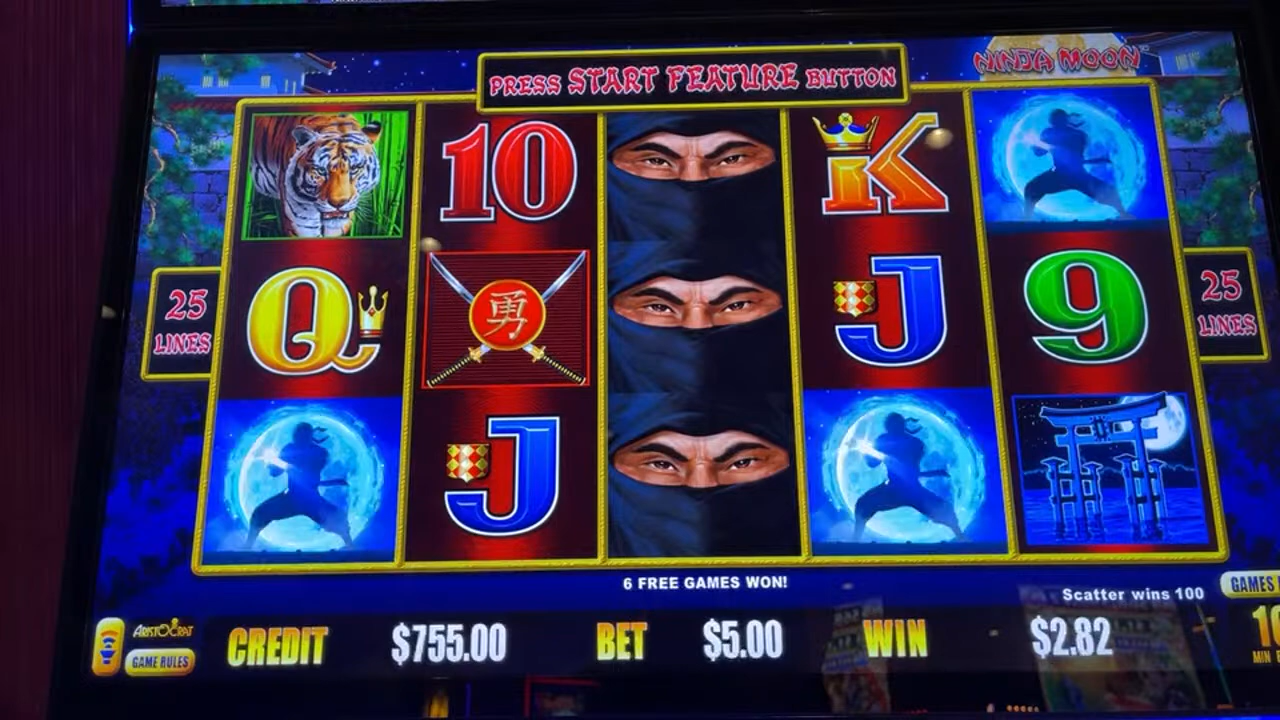 NINJA MOON
PRESS START FEATURE BUTTON
10
K
25
LINES
Q
勇
J
9
25
LINES
J
6 FREE GAMES WON!
Scatter wins 100
GAMES
ARISTOCRAT
GAME RULES
CREDIT
$755.00
BET
$5.00
WIN
$2.82
MIN